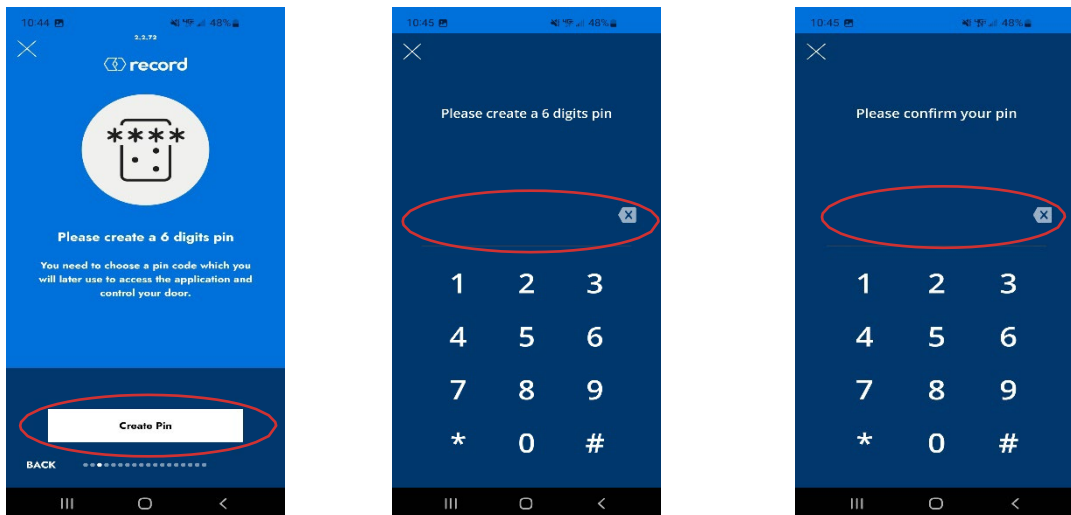 10:44 48%
2.2.72
record
****
Please create a 6 digits pin
You need to choose a pin code which you
will later use to access the application and
control your door.
Create Pin
BACK
10:45 48%
Please create a 6 digits pin
X
1 2 3
4 5 6
7 8 9
* 0 #
10:45 48%
Please confirm your pin
X
1 2 3
4 5 6
7 8 9
* 0 #